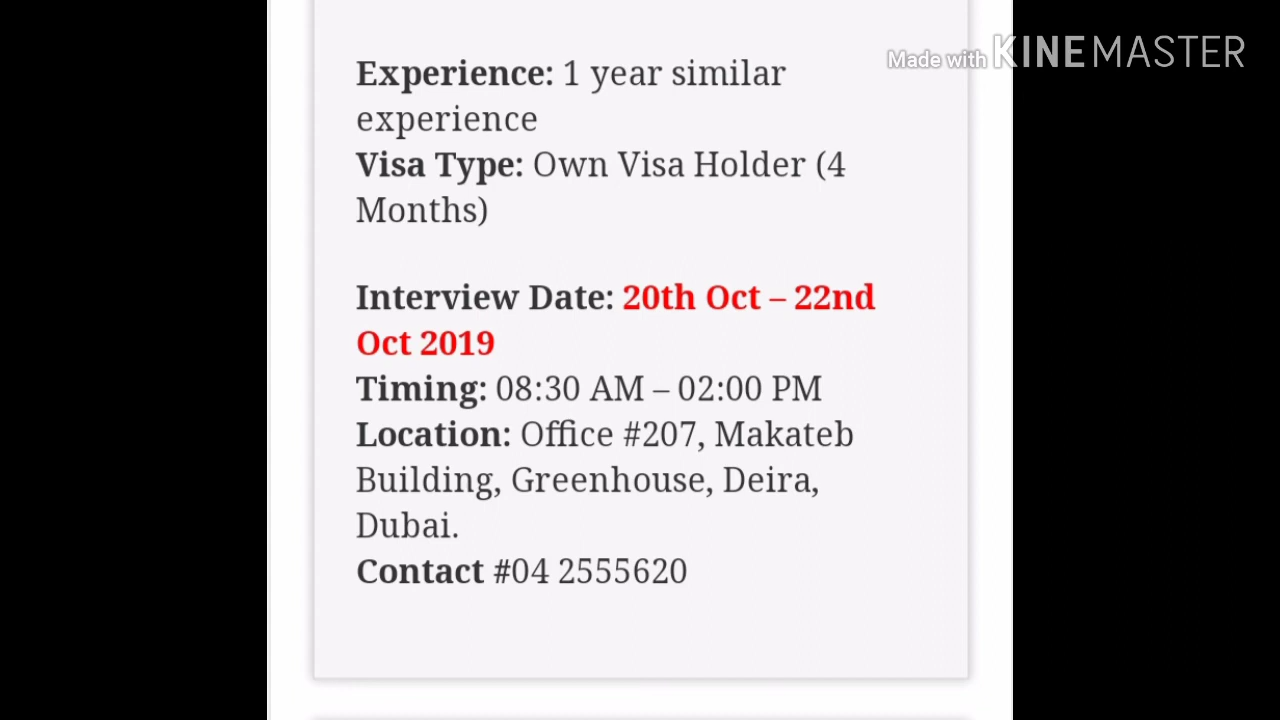 Made with KINEMASTER
Experience: 1 year similar
experience
Visa Type: Own Visa Holder (4
Months)
Interview Date: 20th Oct – 22nd
Oct 2019
Timing: 08:30 AM – 02:00 PM
Location: Office #207, Makateb
Building, Greenhouse, Deira,
Dubai.
Contact #04 2555620